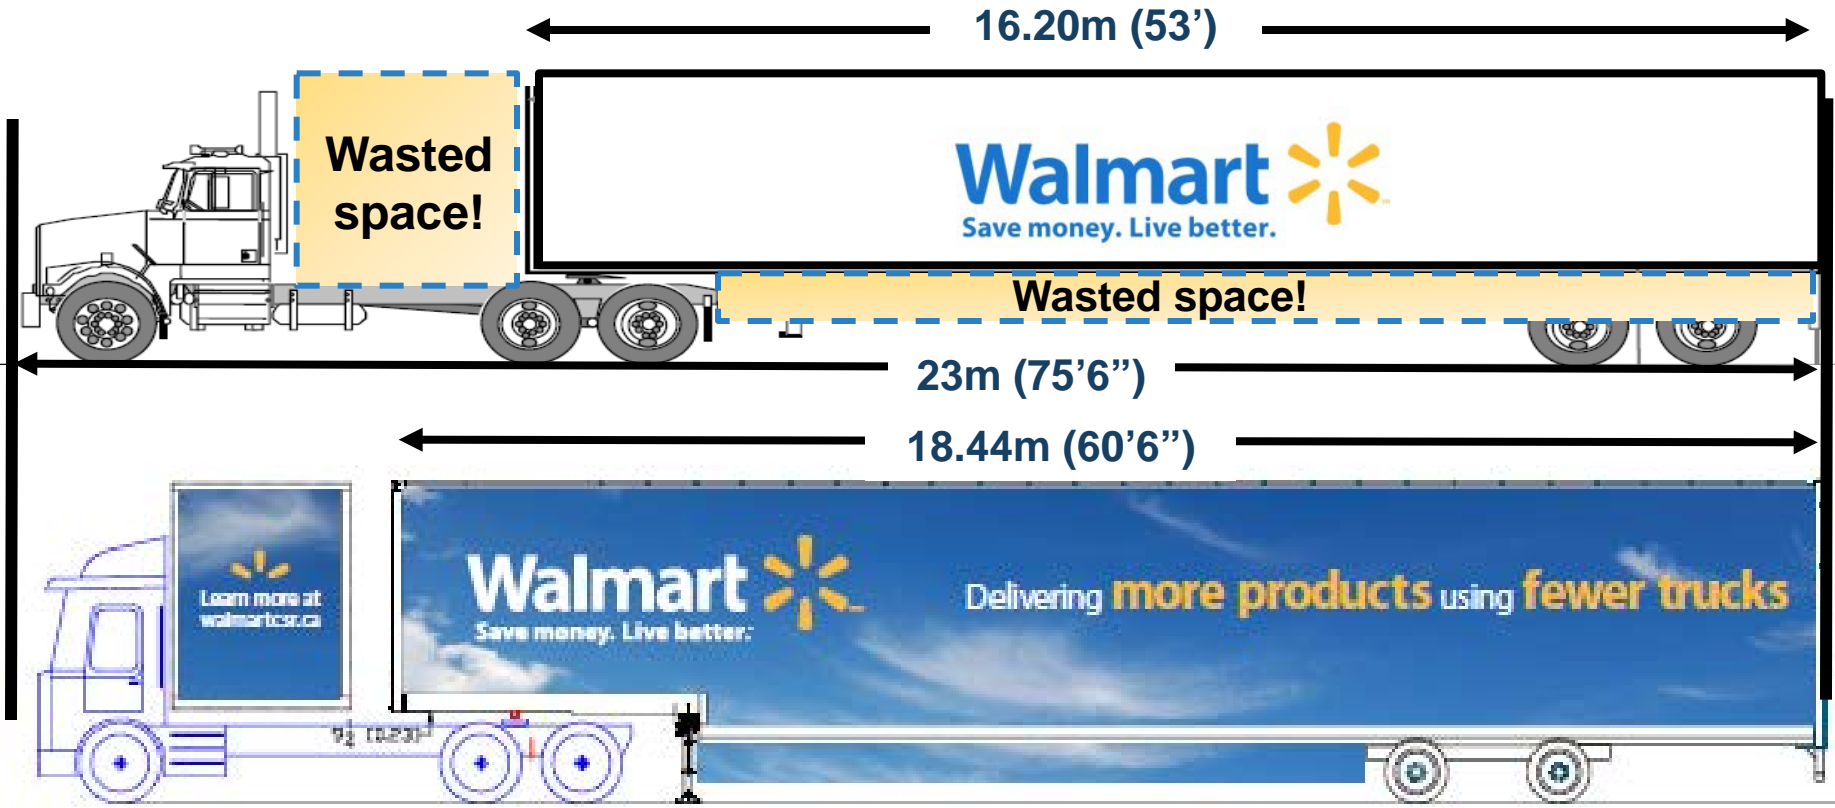 16.20m (53’)
Wasted
space!
Walmart
Save money. Live better.
Wasted space!
23m (75’6”)
18.44m (60’6”)
Learn more at
walmartcsr.ca
Walmart
Save money. Live better.
Delivering more products using fewer trucks